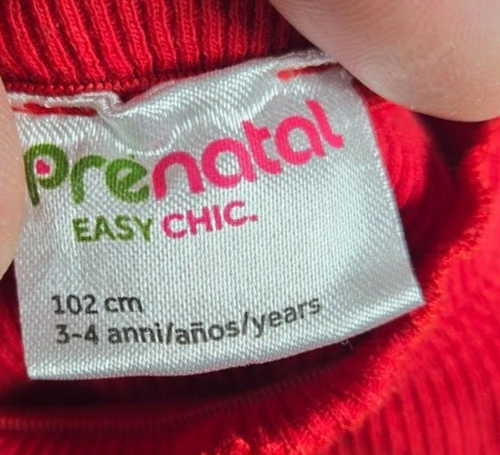 Prenatal
EASY CHIC.
102 cm
3-4 anni/años/years